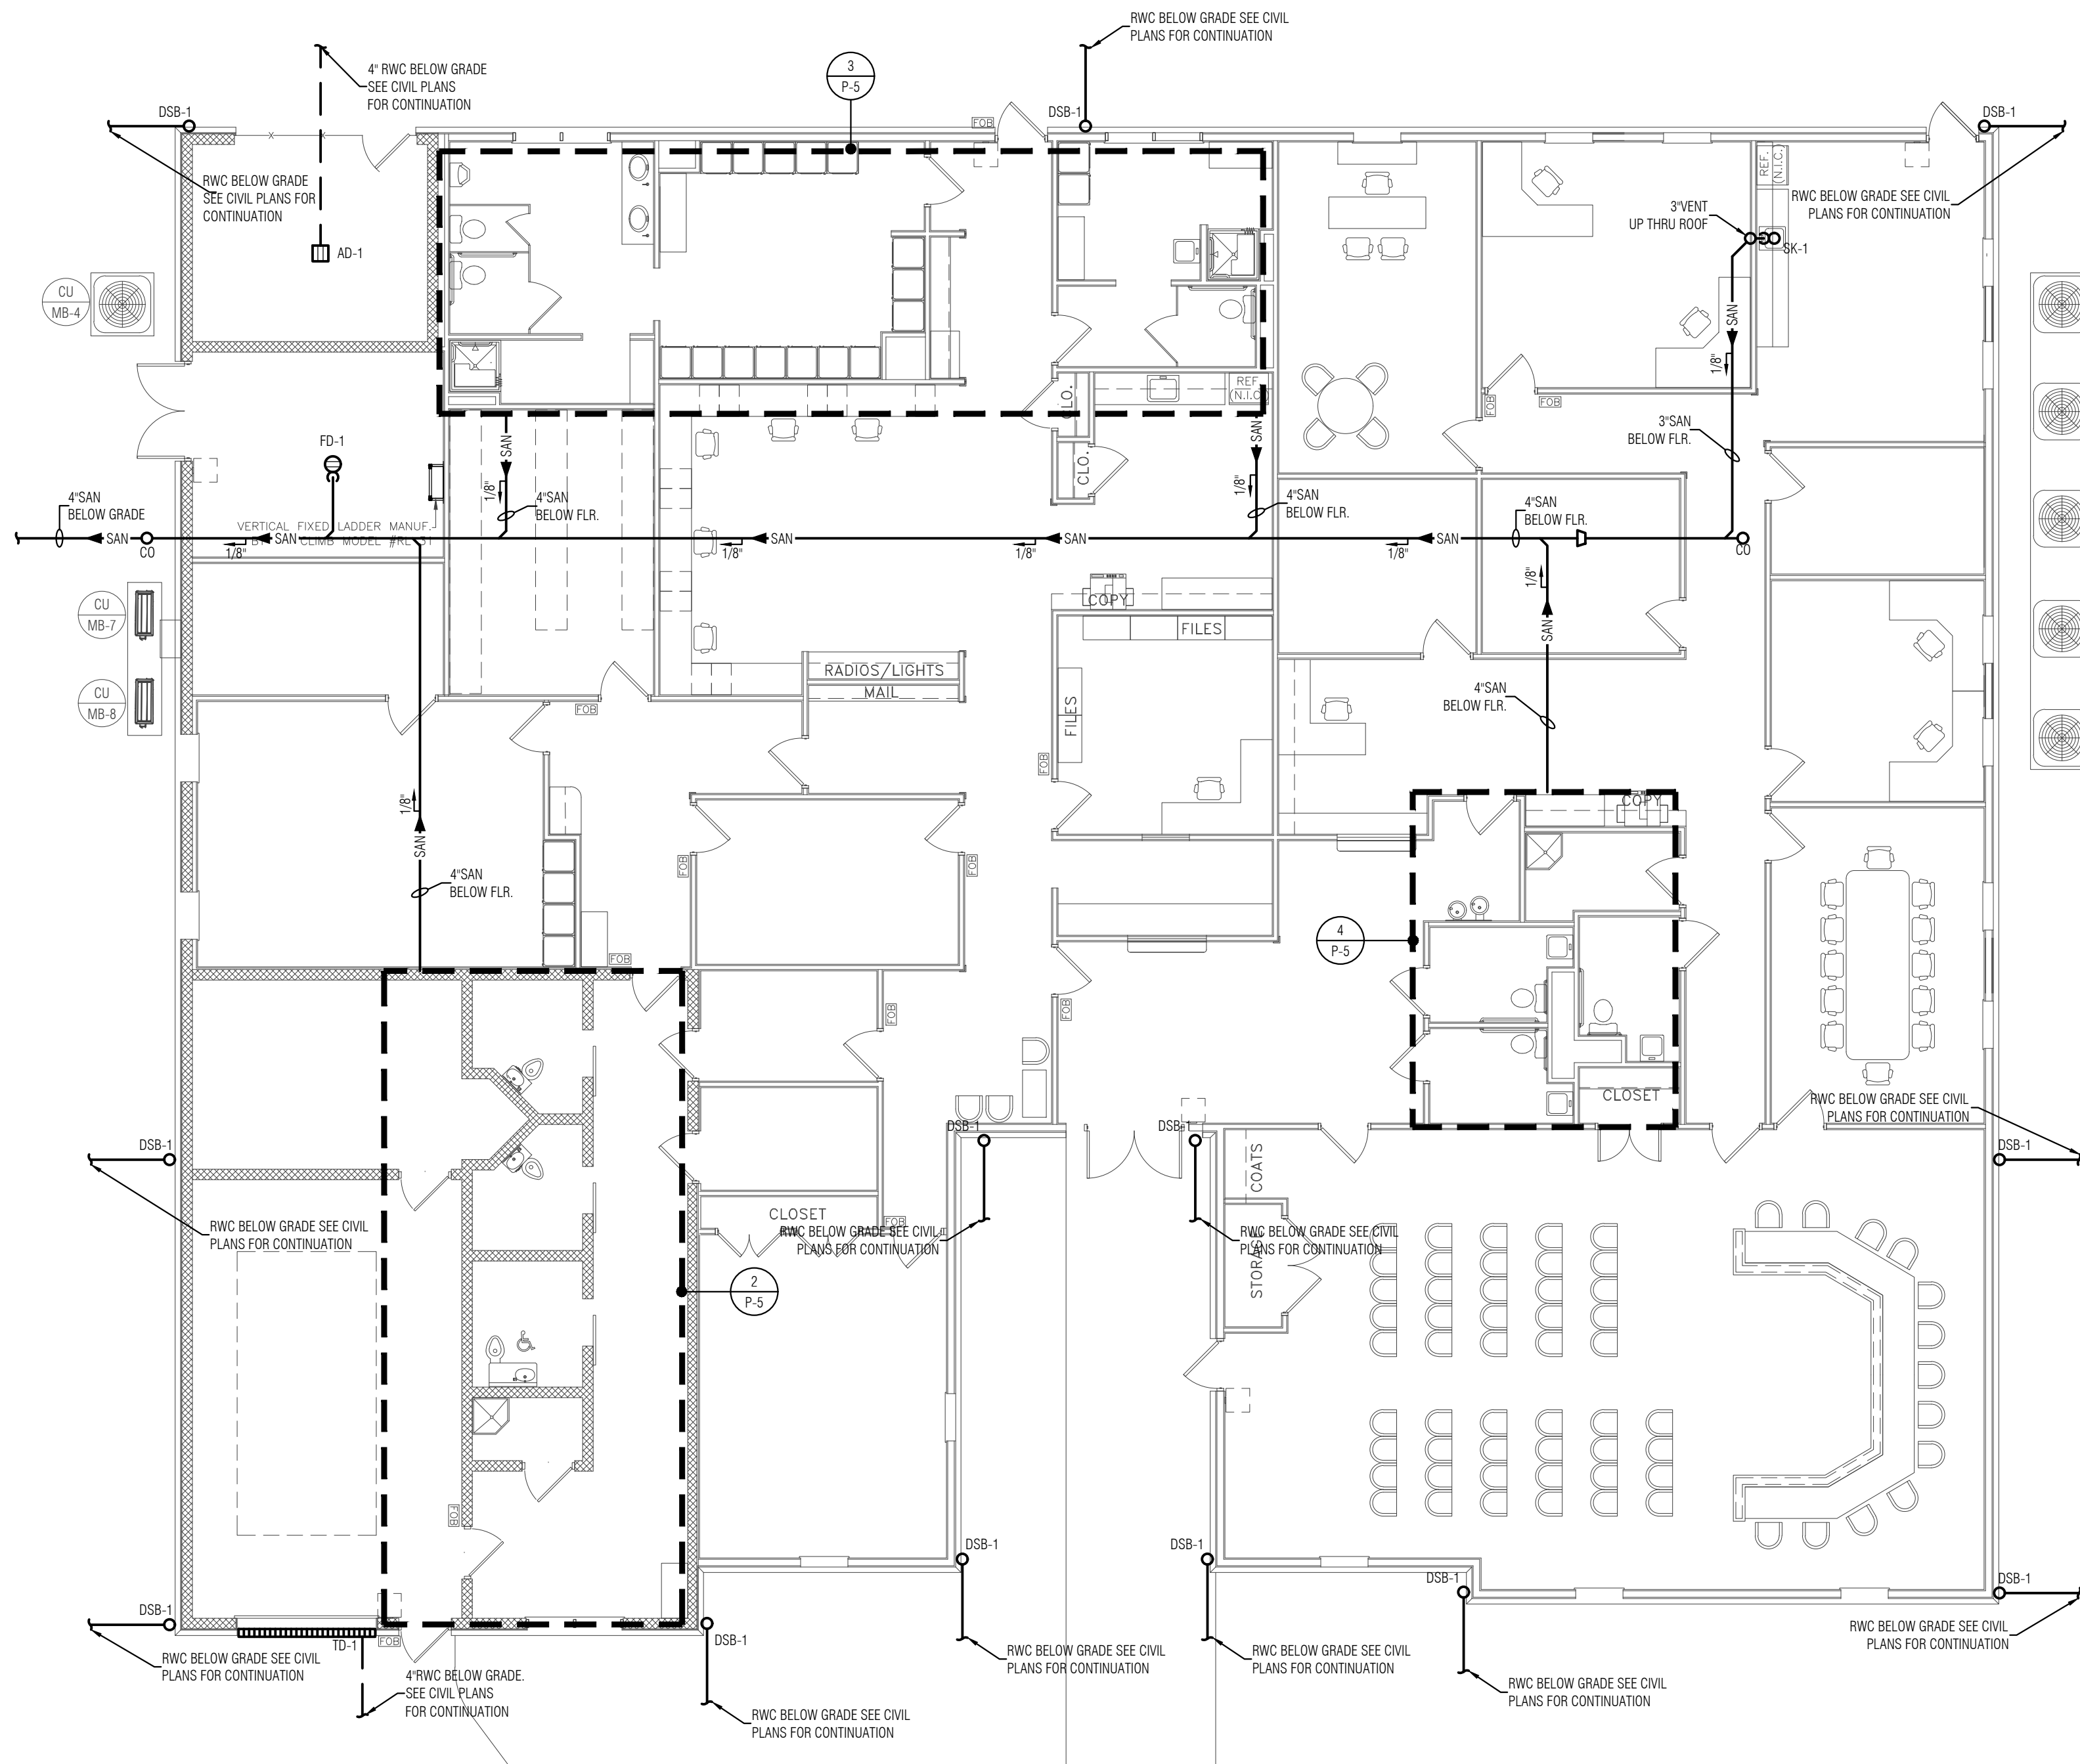 RWC BELOW GRADE SEE CIVIL
PLANS FOR CONTINUATION
4" RWC BELOW GRADE
SEE CIVIL PLANS
FOR CONTINUATION
3
P-5
DSB-1
FOB
DSB-1
DSB-1
RWC BELOW GRADE
SEE CIVIL PLANS FOR
CONTINUATION
REF.
(N.I.C.)
RWC BELOW GRADE SEE CIVIL
PLANS FOR CONTINUATION
3"VENT
UP THRU ROOF
SK-1
AD-1
CU
MB-4
SAN
1/8"
REF.
(N.I.C.)
CLO.
FOB
FOB
3"SAN
BELOW FLR.
FD-1
SAN
1/8"
SAN
1/8"
CLO.
4"SAN
BELOW GRADE
4"SAN
BELOW FLR.
4"SAN
BELOW FLR.
4"SAN
BELOW FLR.
VERTICAL FIXED LADDER MANUF.
CLIMB MODEL
SAN
CO
1/8"
SAN
1/8"
SAN
1/8"
SAN
1/8"
SAN
CO
1/8"
SAN
CU
MB-7
COPY
FILES
RADIOS/LIGHTS
MAIL
CU
MB-8
FOB
FILES
4"SAN
BELOW FLR.
FOB
1/8"
SAN
COPY
4"SAN
BELOW FLR.
FOB
FOB
4
P-5
FOB
FOB
FOB
CLOSET
RWC BELOW GRADE SEE CIVIL
PLANS FOR CONTINUATION
DSB-1
DSB-1
DSB-1
DSB-1
COATS
CLOSET
FOB
RWC BELOW GRADE SEE CIVIL
PLANS FOR CONTINUATION
RWC BELOW GRADE SEE CIVIL
PLANS FOR CONTINUATION
RWC BELOW GRADE SEE CIVIL
PLANS FOR CONTINUATION
STORAGE
2
P-5
FOB
DSB-1
DSB-1
DSB-1
DSB-1
DSB-1
DSB-1
TD-1
FOB
RWC BELOW GRADE SEE CIVIL
PLANS FOR CONTINUATION
4"RWC BELOW GRADE.
SEE CIVIL PLANS
FOR CONTINUATION
RWC BELOW GRADE SEE CIVIL
PLANS FOR CONTINUATION
RWC BELOW GRADE SEE CIVIL
PLANS FOR CONTINUATION
RWC BELOW GRADE SEE CIVIL
PLANS FOR CONTINUATION
RWC BELOW GRADE SEE CIVIL
PLANS FOR CONTINUATION
RWC BELOW GRADE SEE CIVIL
PLANS FOR CONTINUATION